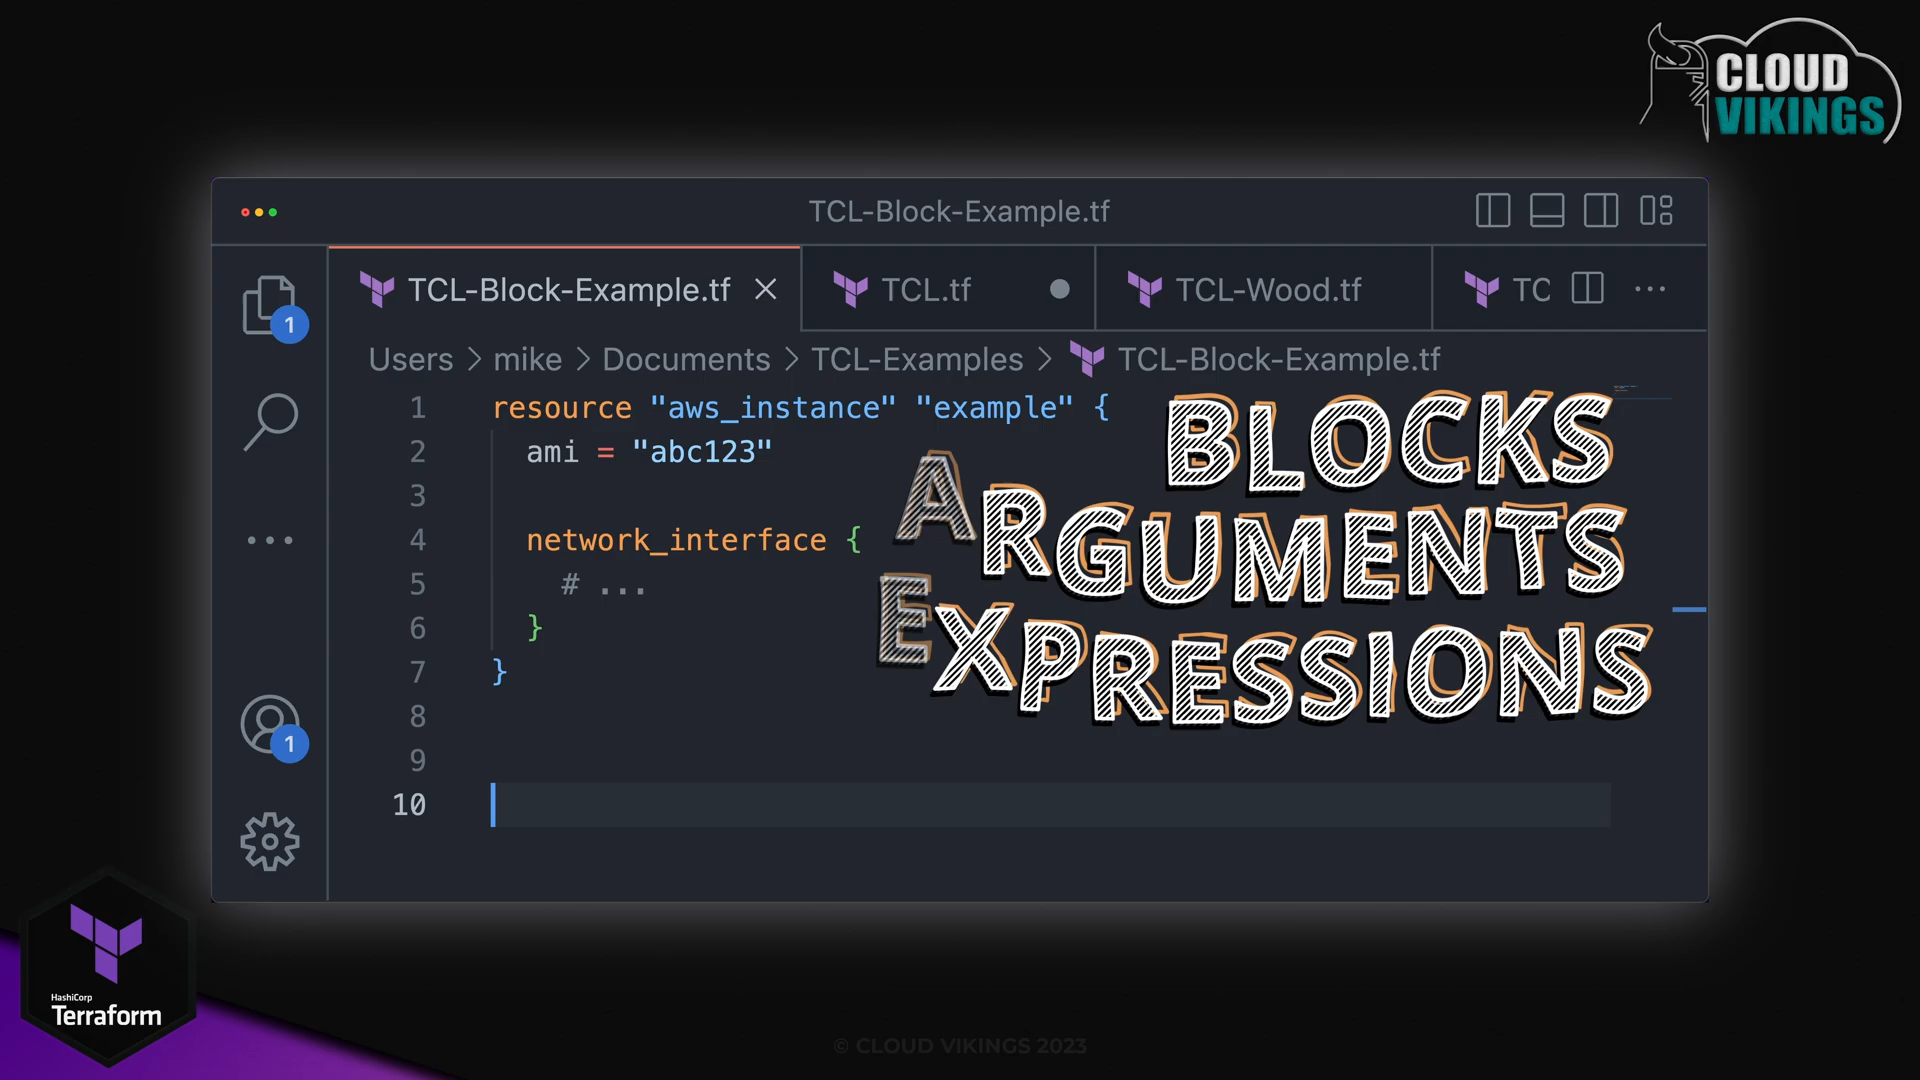 CLOUD
VIKINGS
TCL-Block-Example.tf
TCL-Block-Example.tf
TCL.tf
TCL-Wood.tf
TC
1
Users > mike > Documents > TCL-Examples > TCL-Block-Example.tf
1 resource "aws_instance" "example" {
2 ami = "abc123"
3
4 network_interface {
5 # ...
6 }
7 }
8
9
10
BLOCKS
ARGUMENTS
EXPRESSIONS
1
HashiCorp
Terraform
© CLOUD VIKINGS 2023